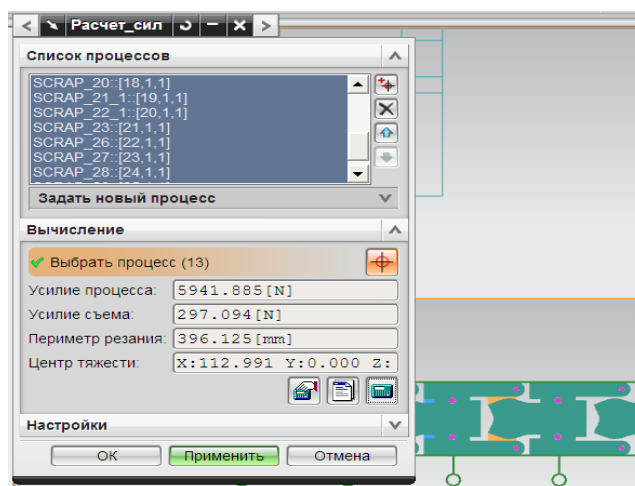 Расчет_сил
Список процессов
SCRAP_20::[18,1,1]
SCRAP_21_1::[19,1,1]
SCRAP_22_1::[20,1,1]
SCRAP_23::[21,1,1]
SCRAP_26::[22,1,1]
SCRAP_27::[23,1,1]
SCRAP_28::[24,1,1]
Задать новый процесс
Вычисление
Выбрать процесс (13)
Усилие процесса: 5941.885[N]
Усилие съема: 297.094[N]
Периметр резания: 396.125[mm]
Центр тяжести: X:112.991 Y:0.000 Z:
Настройки
ОК Применить Отмена